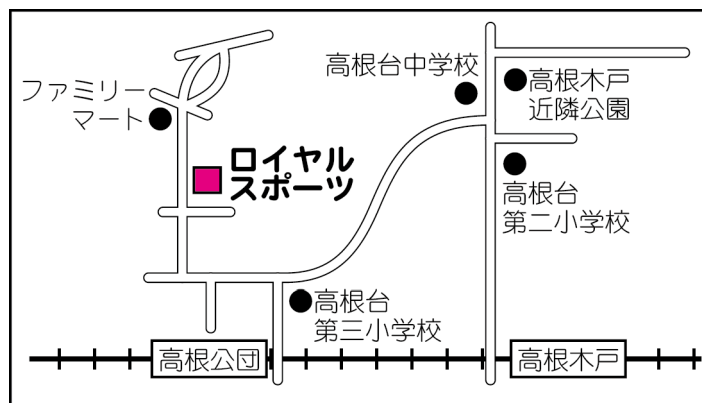 ファミリー
マート
ロイヤル
スポーツ
高根台中学校
高根木戸
近隣公園
高根台
第二小学校
高根台
第三小学校
高根公団
高根木戸